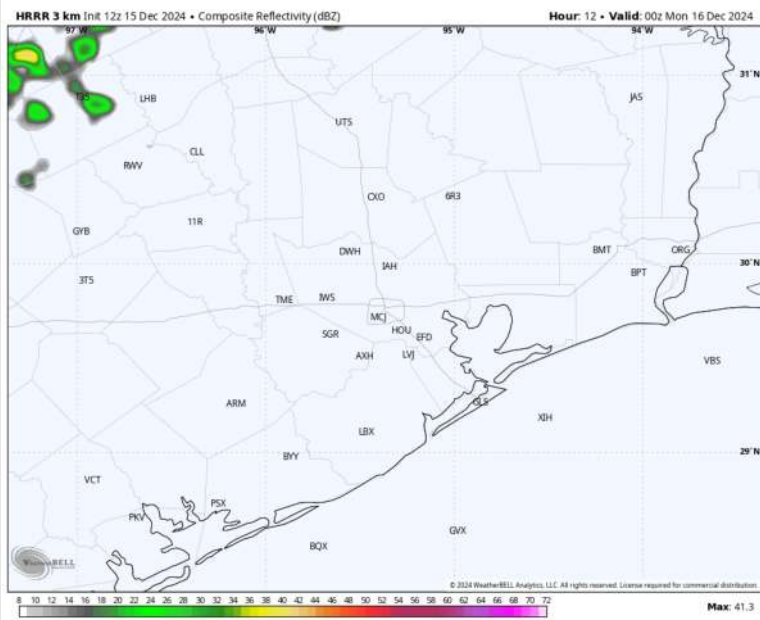 HRRR 3 km Init 12z 15 Dec 2024 • Composite Reflectivity (dBZ) Hour: 12 • Valid: 00z Mon 16 Dec 2024
97°W 96°W 95°W 94°W
31°N
LHB JAS
UTS
CLL
RWV
CXO 6R3
11R
GYB
DWH BMT ORG
30°N
IAH
BPT
3T5
TME IWS
MCJ
SGR HOU EFD
AXH LVJ VBS
ARM GLS
XIH
LBX
29°N
BYY
VCT
PSX
PKV
GVX
BQX
WEATHERBELL
© 2024 WeatherBELL Analytics, LLC. All rights reserved. License required for commercial distribution.
8 10 12 14 16 18 20 22 24 26 28 30 32 34 36 38 40 42 44 46 48 50 52 54 56 58 60 62 64 66 68 70 72
Max: 41.3